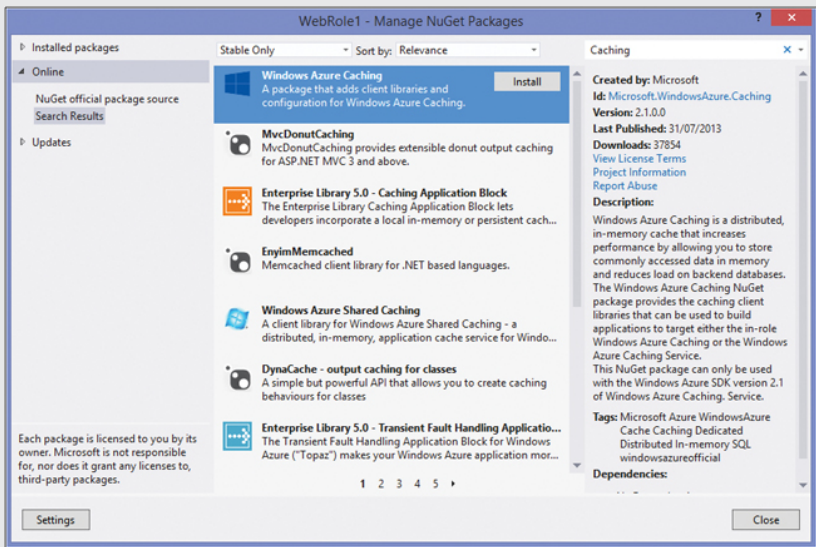 WebRole1 - Manage NuGet Packages
?
Installed packages
Online
NuGet official package source
Search Results
Updates
Each package is licensed to you by its
owner. Microsoft is not responsible
for, nor does it grant any licenses to,
third-party packages.
Stable Only
Sort by: Relevance
Windows Azure Caching
A package that adds client libraries and
configuration for Windows Azure Caching.
Install
MvcDonutCaching
MvcDonutCaching provides extensible donut output caching
for ASP.NET MVC 3 and above.
Enterprise Library 5.0 - Caching Application Block
The Enterprise Library Caching Application Block lets
developers incorporate a local in-memory or persistent cach...
EnyimMemcached
Memcached client library for .NET based languages.
Windows Azure Shared Caching
A client library for Windows Azure Shared Caching - a
distributed, in-memory, application cache service for Windo...
DynaCache - output caching for classes
A simple but powerful API that allows you to create caching
behaviours for classes
Enterprise Library 5.0 - Transient Fault Handling Applicatio...
The Transient Fault Handling Application Block for Windows
Azure ("Topaz") makes your Windows Azure application mor...
1 2 3 4 5
Caching
Created by: Microsoft
Id: Microsoft.WindowsAzure.Caching
Version: 2.1.0.0
Last Published: 31/07/2013
Downloads: 37854
View License Terms
Project Information
Report Abuse
Description:
Windows Azure Caching is a distributed,
in-memory cache that increases
performance by allowing you to store
commonly accessed data in memory
and reduces load on backend databases.
The Windows Azure Caching NuGet
package provides the caching client
libraries that can be used to build
applications to target either the in-role
Windows Azure Caching or the Windows
Azure Caching Service.
This NuGet package can only be used
with the Windows Azure SDK version 2.1
of Windows Azure Caching. Service.
Tags: Microsoft Azure WindowsAzure
Cache Caching Dedicated
Distributed In-memory SQL
windowsazureofficial
Dependencies:
Settings
Close